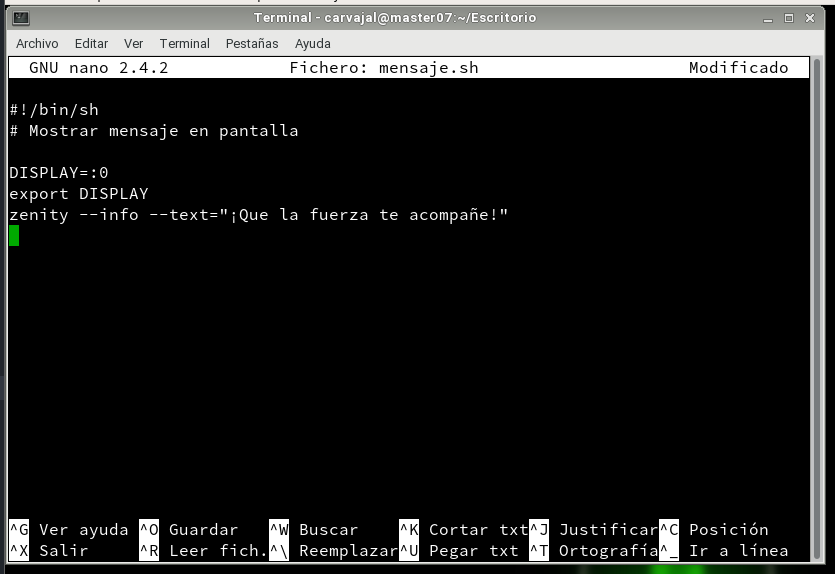 Terminal - carvajal@master07:~/Escritorio
Archivo Editar Ver Terminal Pestañas Ayuda
GNU nano 2.4.2 Fichero: mensaje.sh Modificado
#!/bin/sh
# Mostrar mensaje en pantalla
DISPLAY=:0
export DISPLAY
zenity --info --text="¡Que la fuerza te acompañe!"
^G Ver ayuda ^O Guardar ^W Buscar ^K Cortar txt ^J Justificar ^C Posición
^X Salir ^R Leer fich. ^\ Reemplazar ^U Pegar txt ^T Ortografía ^_ Ir a línea